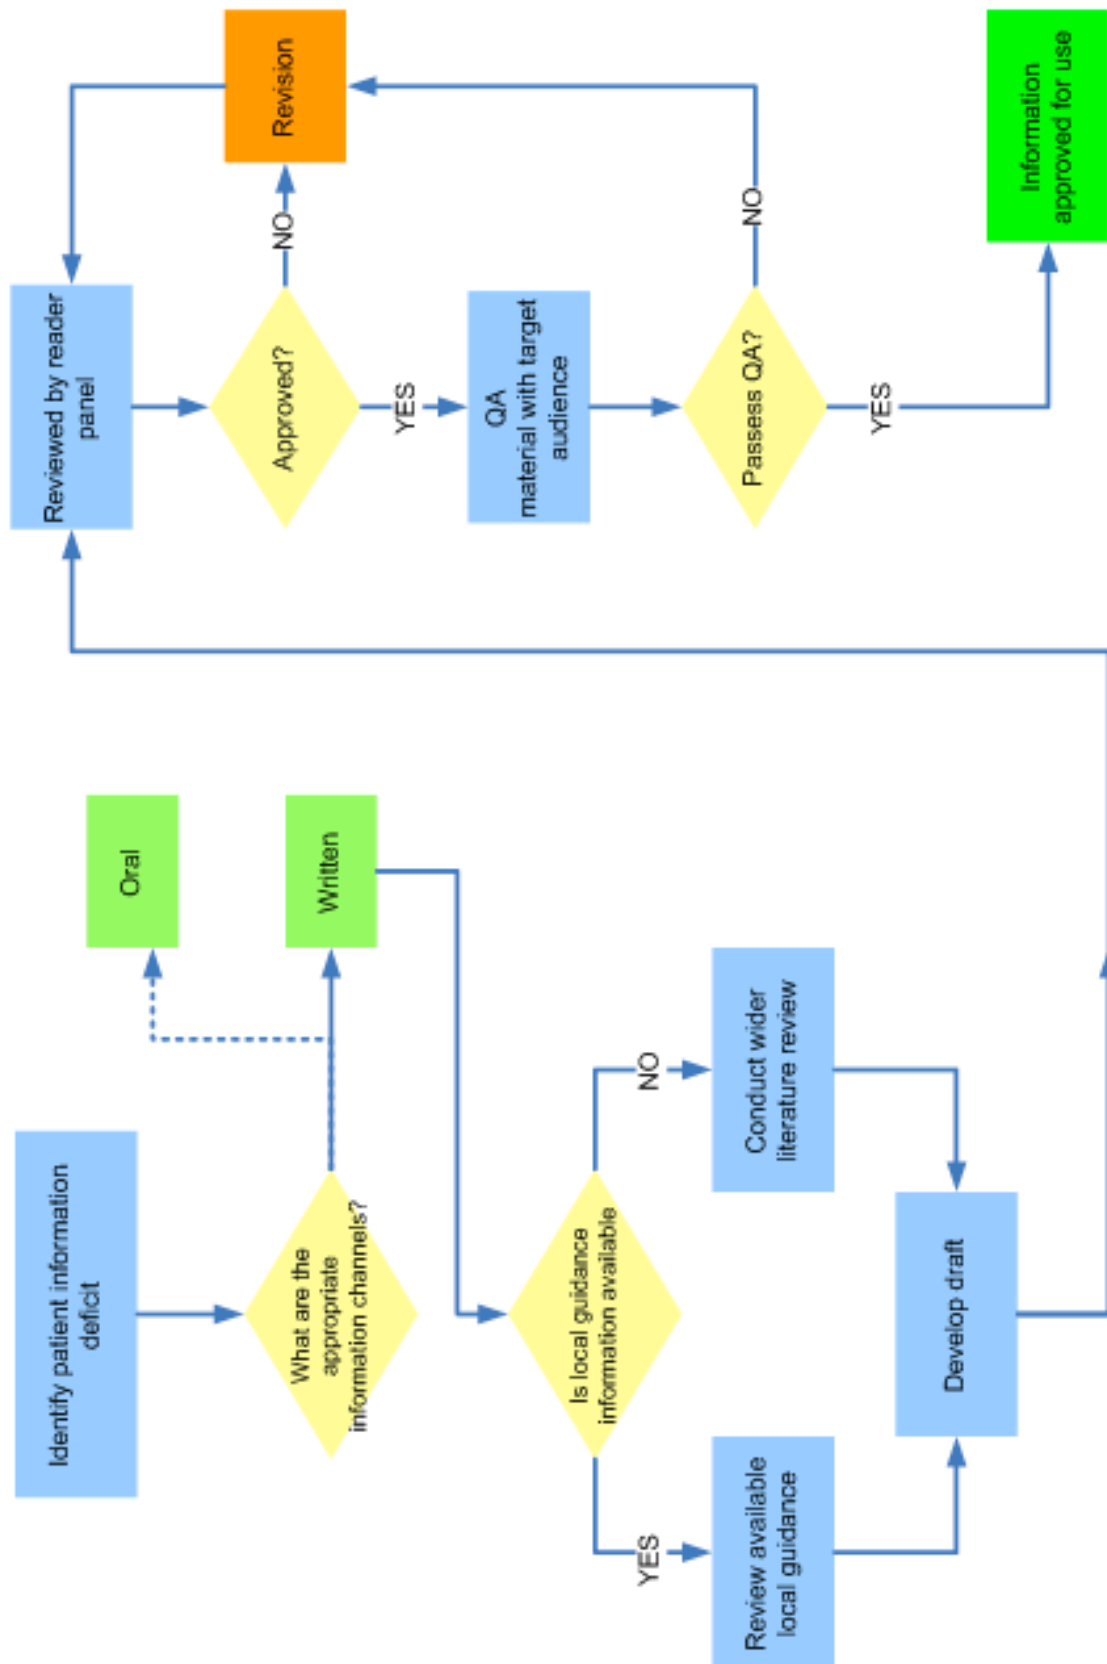 Identify patient information
deficit
What are the
appropriate
information channels?
Oral
Written
Is local guidance
information available
YES
NO
Review available
local guidance
Conduct wider
literature review
Develop draft
Reviewed by reader
panel
Approved?
NO
Revision
YES
QA
material with target
audience
Passess QA?
NO
YES
Information
approved for use